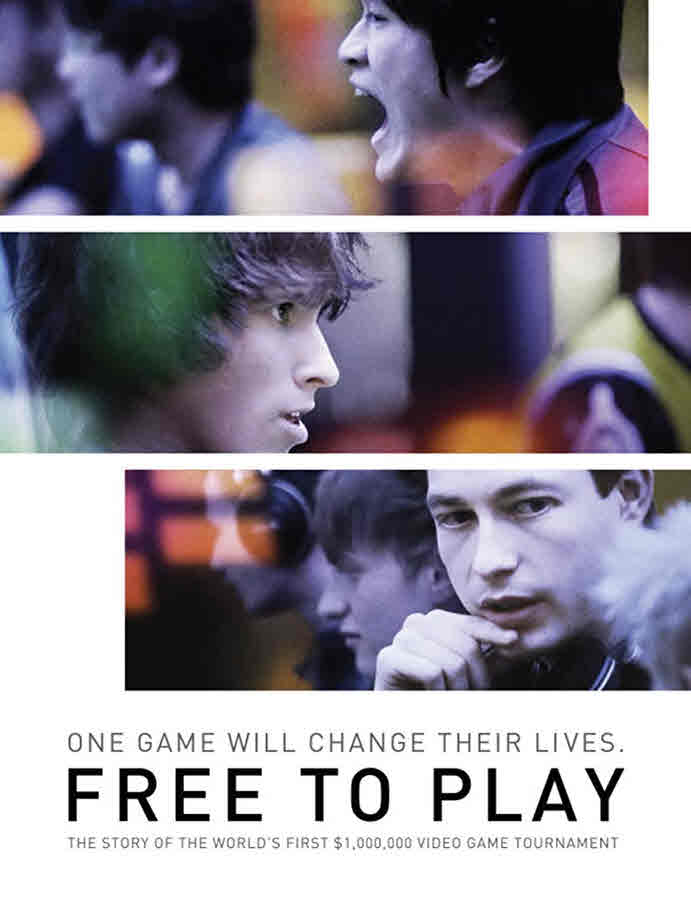 ONE GAME WILL CHANGE THEIR LIVES.
FREE TO PLAY
THE STORY OF THE WORLD'S FIRST $1,000,000 VIDEO GAME TOURNAMENT